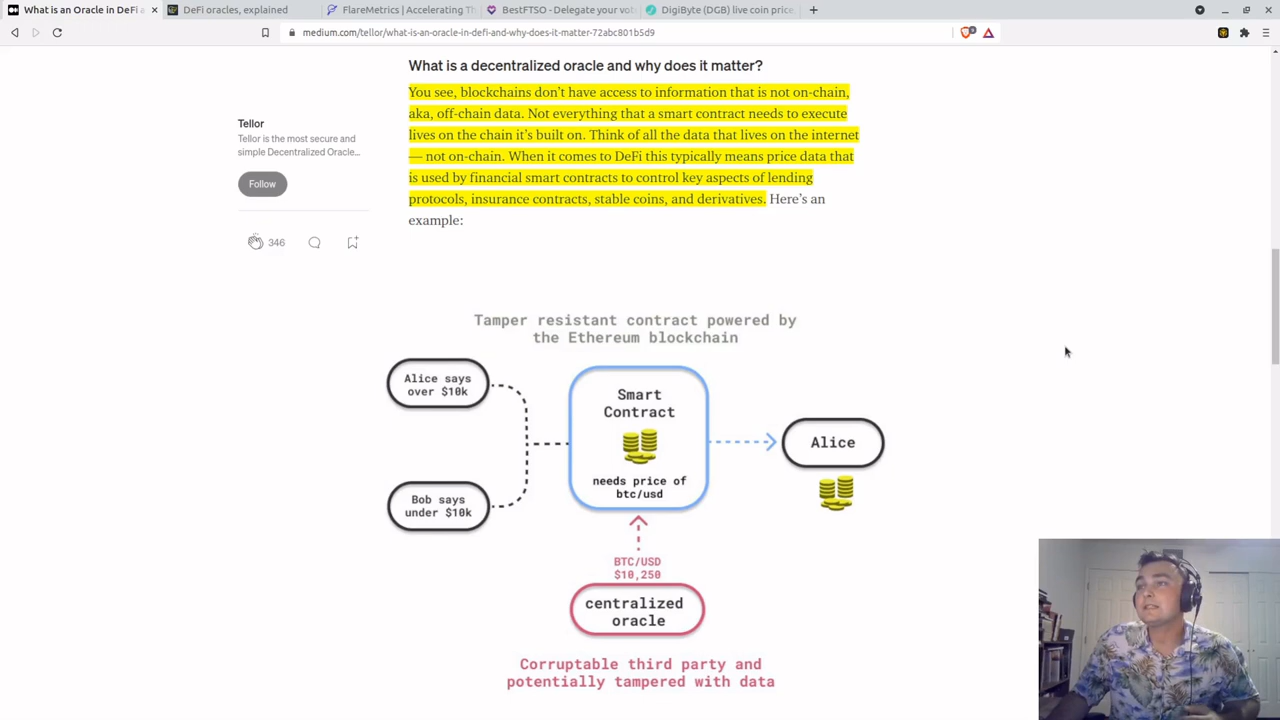 What is an Oracle in DeFi a
DeFi oracles, explained
FlareMetrics | Accelerating Th
BestFTSO - Delegate your vot
DigiByte (DGB) live coin price,
medium.com/tellor/what-is-an-oracle-in-defi-and-why-does-it-matter-72abc801b5d9
What is a decentralized oracle and why does it matter?
You see, blockchains don't have access to information that is not on-chain,
aka, off-chain data. Not everything that a smart contract needs to execute
lives on the chain it's built on. Think of all the data that lives on the internet
— not on-chain. When it comes to DeFi this typically means price data that
is used by financial smart contracts to control key aspects of lending
protocols, insurance contracts, stable coins, and derivatives. Here's an
example:
Tellor
Tellor is the most secure and
simple Decentralized Oracle...
Follow
346
Tamper resistant contract powered by
the Ethereum blockchain
Alice says
over $10k
Bob says
under $10k
Smart
Contract
needs price of
btc/usd
Alice
BTC/USD
$10,250
centralized
oracle
Corruptable third party and
potentially tampered with data